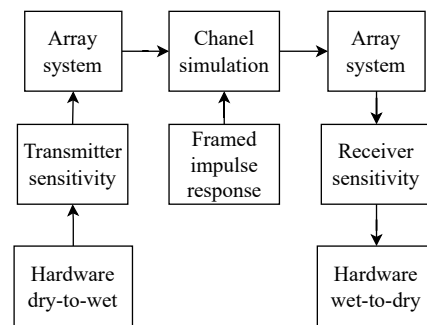 Array
system
Chanel
simulation
Array
system
Transmitter
sensitivity
Framed
impulse
response
Receiver
sensitivity
Hardware
dry-to-wet
Hardware
wet-to-dry